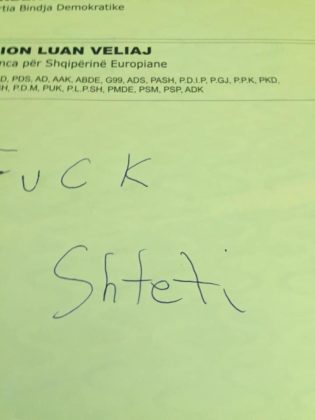 rtia Bindja Demokratike
ION LUAN VELIAJ
nca për Shqipërinë Europiane
D, PDS, AD, AAK, ABDE, G99, ADS, PASH, P.D.I.P, P.GJ, P.P.K, PKD,
H, P.D.M, PUK, P.L.P.SH, PMDE, PSM, PSP, ADK
FUCK
Shteti